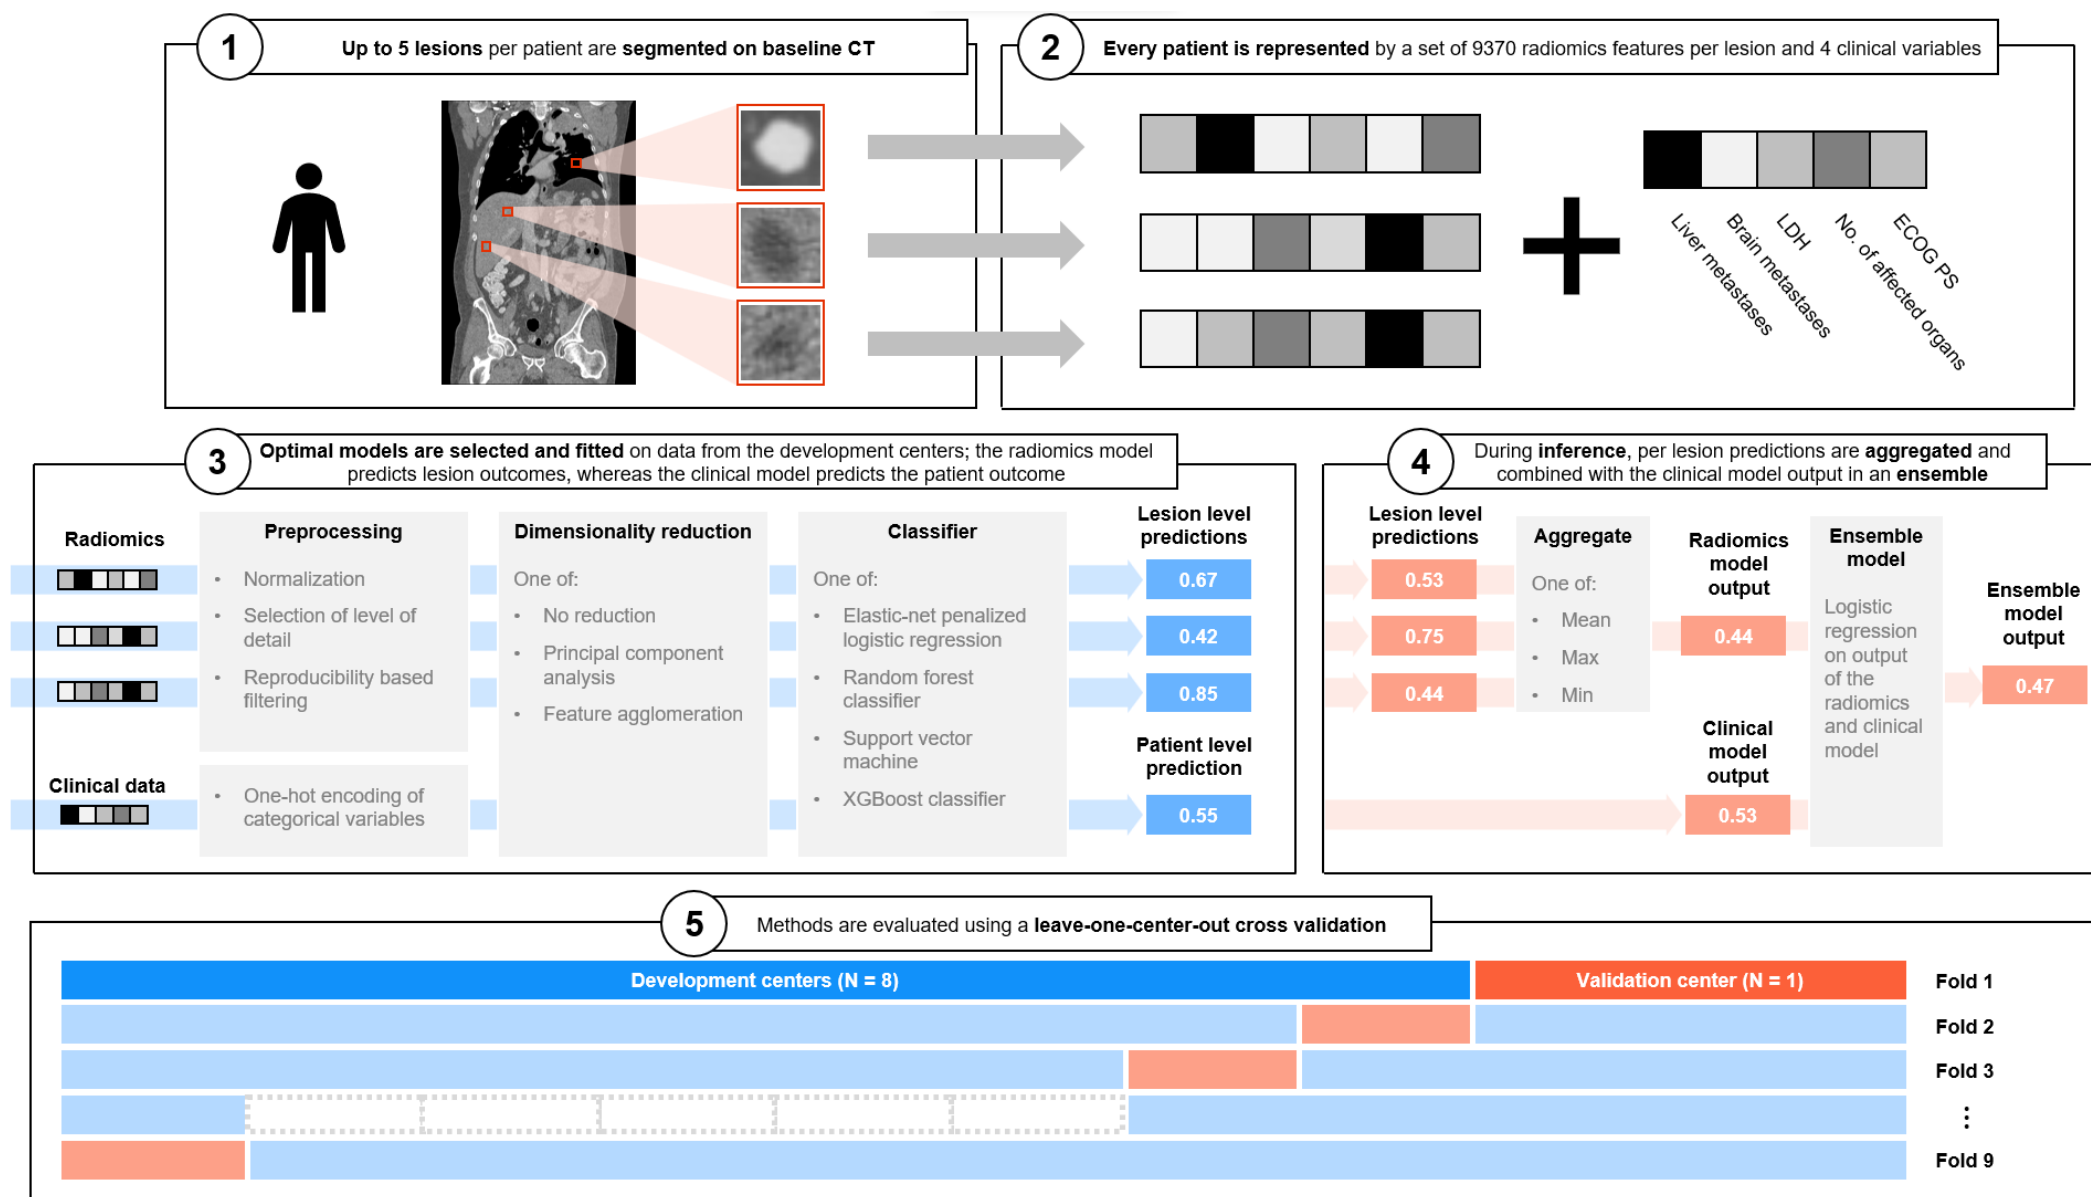 1
Up to 5 lesions per patient are segmented on baseline CT
2
Every patient is represented by a set of 9370 radiomics features per lesion and 4 clinical variables
Liver metastases
Brain metastases
LDH
No. of affected organs
ECOG PS
3
Optimal models are selected and fitted on data from the development centers; the radiomics model
predicts lesion outcomes, whereas the clinical model predicts the patient outcome
Radiomics
Clinical data
Preprocessing
• Normalization
• Selection of level of
detail
• Reproducibility based
filtering
• One-hot encoding of
categorical variables
Dimensionality reduction
One of:
• No reduction
• Principal component
analysis
• Feature agglomeration
Classifier
One of:
• Elastic-net penalized
logistic regression
• Random forest
classifier
• Support vector
machine
• XGBoost classifier
Lesion level
predictions
0.67
0.42
0.85
Patient level
prediction
0.55
4
During inference, per lesion predictions are aggregated and
combined with the clinical model output in an ensemble
Lesion level
predictions
0.53
0.75
0.44
Aggregate
One of:
• Mean
• Max
• Min
Radiomics
model
output
0.44
Clinical
model
output
0.53
Ensemble
model
Logistic
regression
on output
of the
radiomics
and clinical
model
Ensemble
model
output
0.47
5
Methods are evaluated using a leave-one-center-out cross validation
Development centers (N = 8)
Validation center (N = 1)
Fold 1
Fold 2
Fold 3
⋮
Fold 9